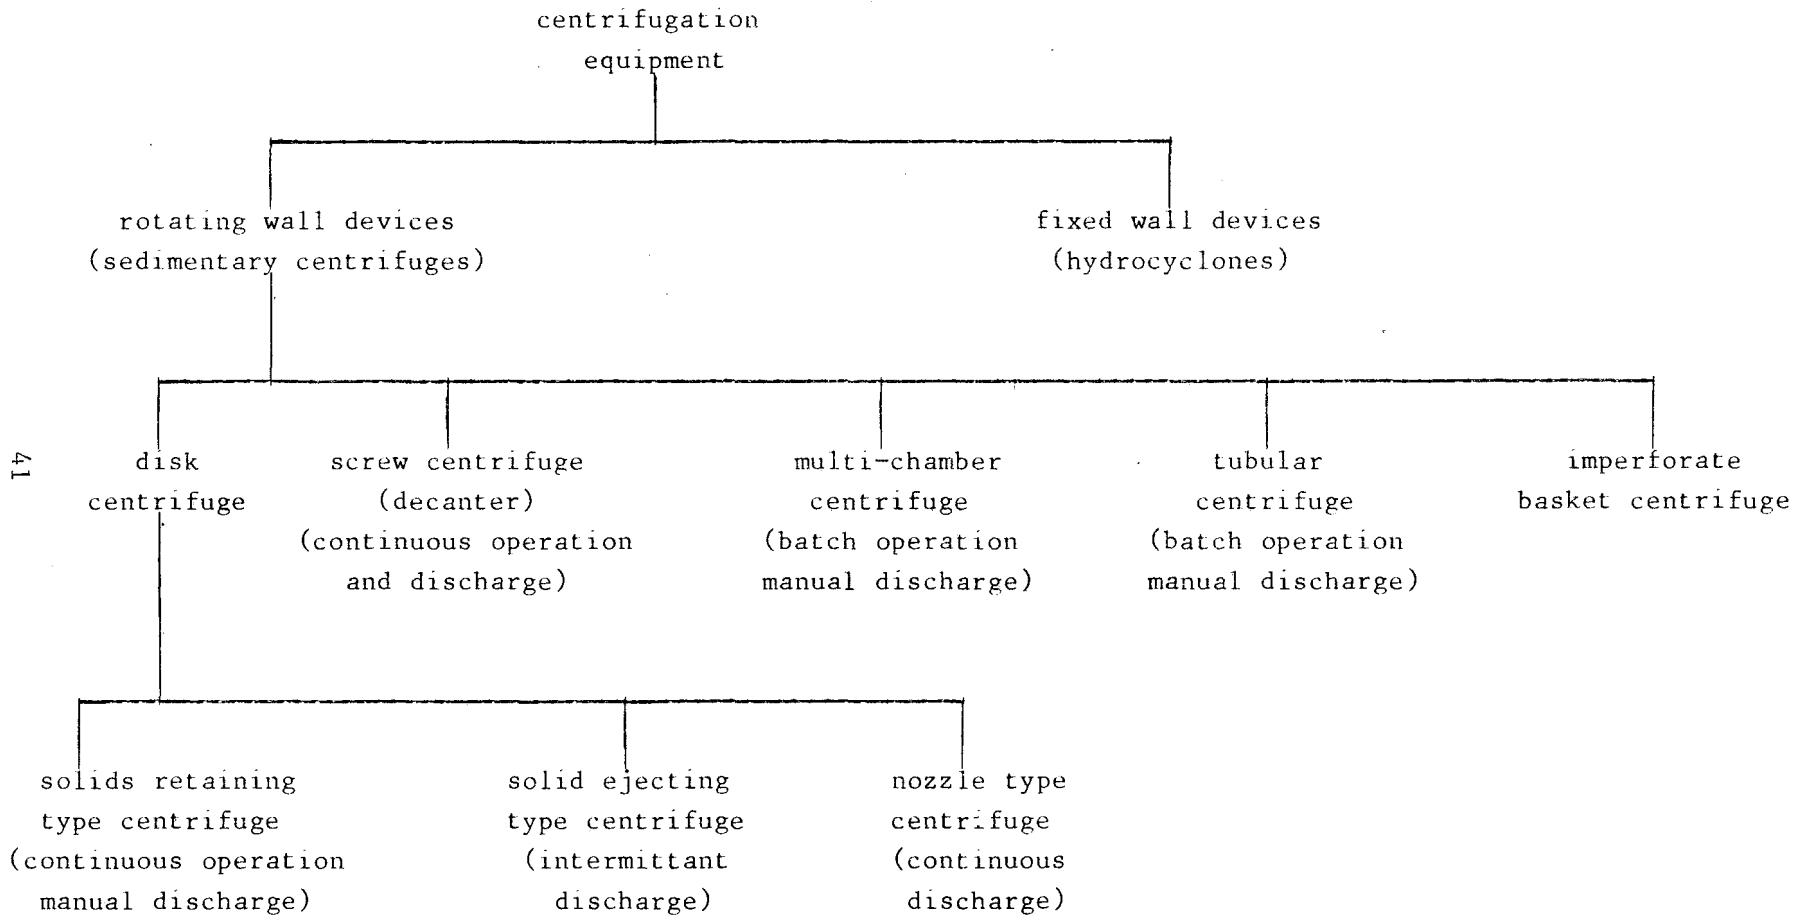 centrifugation
equipment
rotating wall devices
(sedimentary centrifuges)
fixed wall devices
(hydrocyclones)
41
disk
centrifuge
screw centrifuge
(decanter)
(continuous operation
and discharge)
multi-chamber
centrifuge
(batch operation
manual discharge)
tubular
centrifuge
(batch operation
manual discharge)
imperforate
basket centrifuge
solids retaining
type centrifuge
(continuous operation
manual discharge)
solid ejecting
type centrifuge
(intermittant
discharge)
nozzle type
centrifuge
(continuous
discharge)